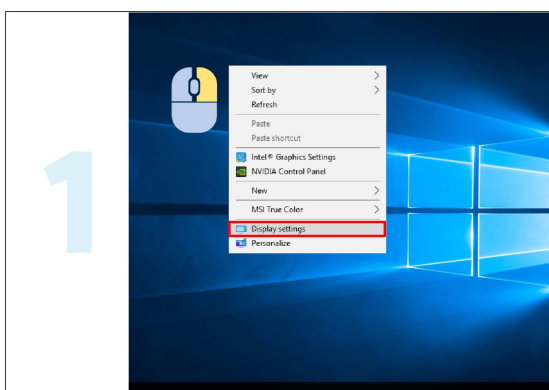 1
View
Sort by
Refresh
Paste
Paste shortcut
Intel® Graphics Settings
NVIDIA Control Panel
New
MSI True Color
Display settings
Personalize